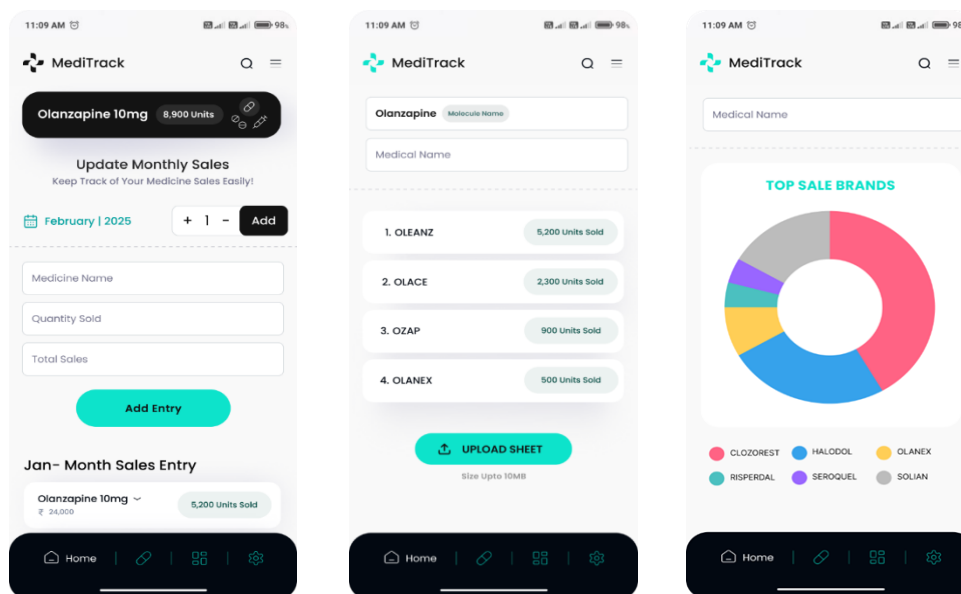 11:09 AM 98%
MediTrack
Olanzapine 10mg 8,900 Units
Update Monthly Sales
Keep Track of Your Medicine Sales Easily!
February | 2025 + 1 - Add
Medicine Name
Quantity Sold
Total Sales
Add Entry
Jan- Month Sales Entry
Olanzapine 10mg 5,200 Units Sold
₹ 24,000
Home
11:09 AM 98%
MediTrack
Olanzapine Molecule Name
Medical Name
1. OLEANZ 5,200 Units Sold
2. OLACE 2,300 Units Sold
3. OZAP 900 Units Sold
4. OLANEX 500 Units Sold
UPLOAD SHEET
Size Upto 10MB
Home
11:09 AM 98
MediTrack
Medical Name
TOP SALE BRANDS
CLOZOREST HALODOL OLANEX
RISPERDAL SEROQUEL SOLIAN
Home